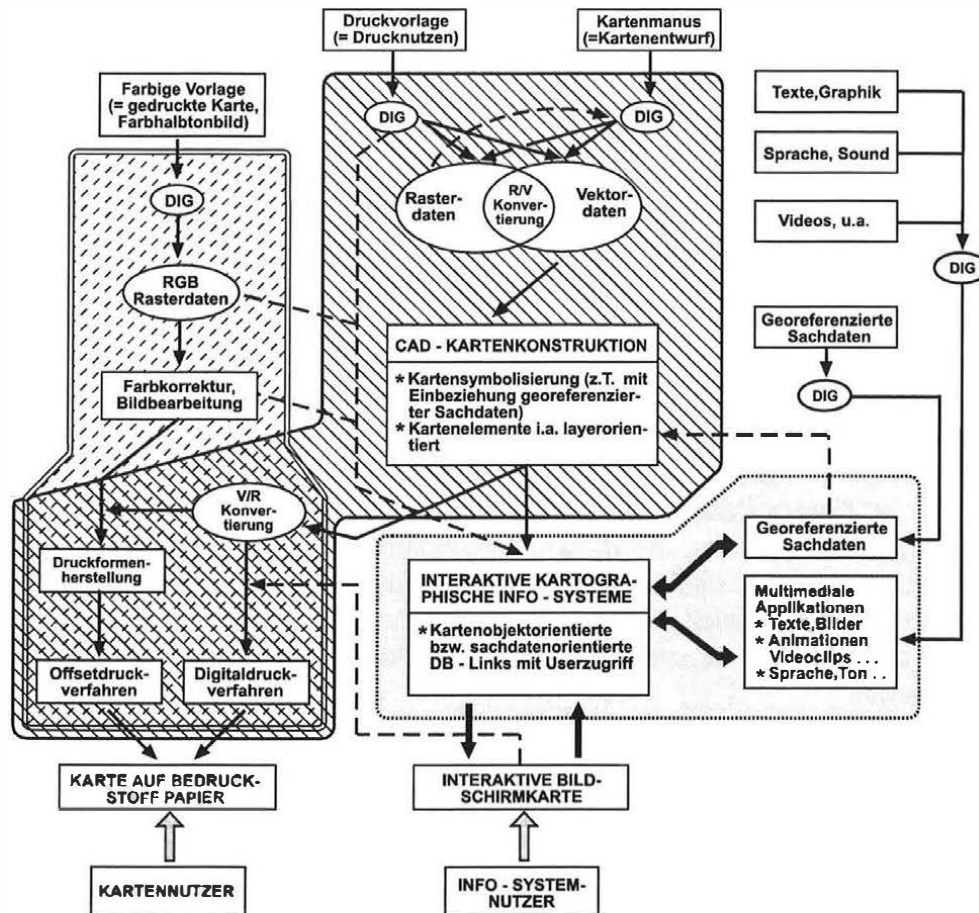 Druckvorlage
(= Drucknutzen)
Kartenmanus
(=Kartenentwurf)
Farbige Vorlage
(= gedruckte Karte,
Farbhalbtonbild)
DIG
DIG
Texte,Graphik
Sprache, Sound
Videos, u.a.
DIG
DIG
Raster-
daten
R/V
Konver-
tierung
Vektor-
daten
RGB
Rasterdaten
Georeferenzierte
Sachdaten
DIG
CAD - KARTENKONSTRUKTION
* Kartensymbolisierung (z.T. mit
Einbeziehung georeferenzier-
ter Sachdaten)
* Kartenelemente i.a. layerorien-
tiert
Farbkorrektur,
Bildbearbeitung
V/R
Konver-
tierung
Druckformen-
herstellung
Offsetdruck-
verfahren
Digitaldruck-
verfahren
INTERAKTIVE KARTOGRA-
PHISCHE INFO - SYSTEME
* Kartenobjektorientierte
bzw. sachdatenorientierte
DB - Links mit Userzugriff
Georeferenzierte
Sachdaten
Multimediale
Applikationen
* Texte,Bilder
* Animationen
Videoclips . . .
* Sprache,Ton . .
KARTE AUF BEDRUCK-
STOFF PAPIER
INTERAKTIVE BILD-
SCHIRMKARTE
KARTENNUTZER
INFO - SYSTEM-
NUTZER